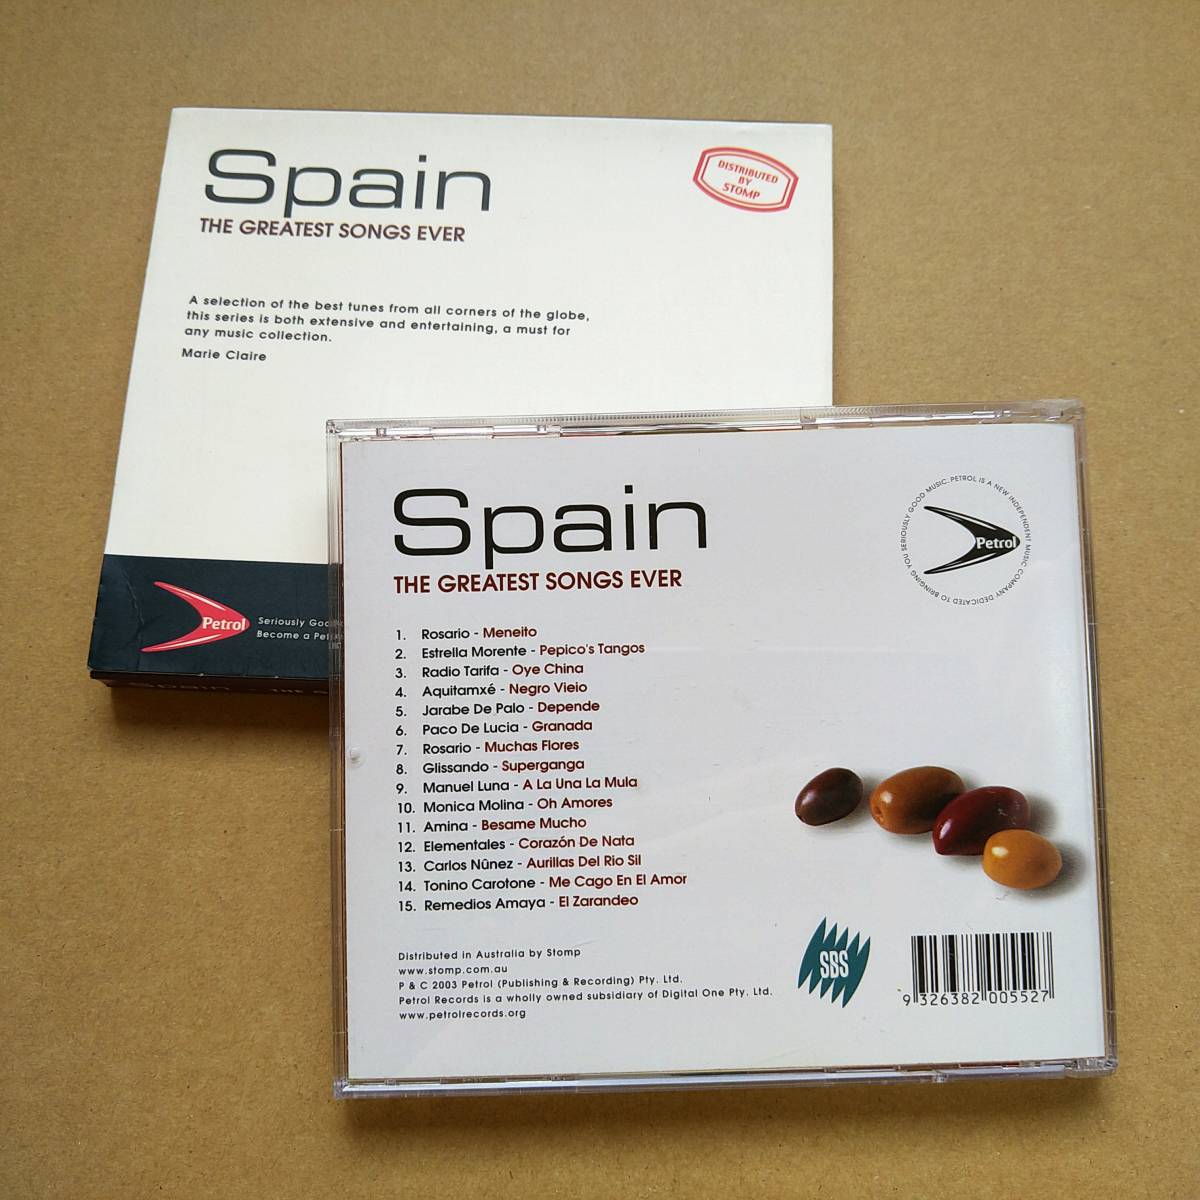 Spain
THE GREATEST SONGS EVER
DISTRIBUTED
BY
STOMP
A selection of the best tunes from all corners of the globe,
this series is both extensive and entertaining, a must for
any music collection.
Marie Claire
Petrol
Seriously
Become a
Spain
THE
Spain
THE GREATEST SONGS EVER
PETROL IS A NEW INDEPENDENT MUSIC COMPANY DEDICATED TO BRINGING YOU SERIOUSLY GOOD MUSIC.
Petrol
1. Rosario - Meneito
2. Estrella Morente - Pepico's Tangos
3. Radio Tarifa - Oye China
4. Aquitamxé - Negro Vieio
5. Jarabe De Palo - Depende
6. Paco De Lucia - Granada
7. Rosario - Muchas Flores
8. Glissando - Superganga
9. Manuel Luna - A La Una La Mula
10. Monica Molina - Oh Amores
11. Amina - Besame Mucho
12. Elementales - Corazón De Nata
13. Carlos Nûnez - Aurillas Del Rio Sil
14. Tonino Carotone - Me Cago En El Amor
15. Remedios Amaya - El Zarandeo
Distributed in Australia by Stomp
www.stomp.com.au
P & C 2003 Petrol (Publishing & Recording) Pty. Ltd.
Petrol Records is a wholly owned subsidiary of Digital One Pty. Ltd.
www.petrolrecords.org
SBS
9 326382 005527